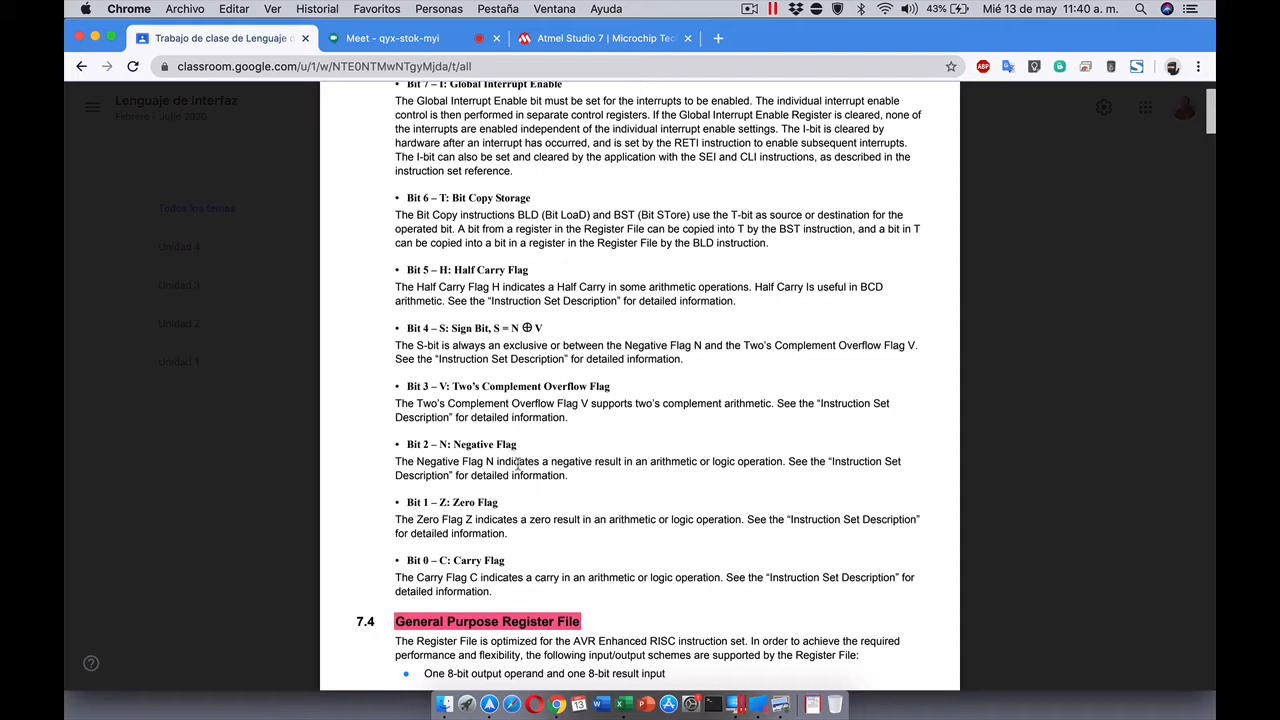 Chrome Archivo Editar Ver Historial Favoritos Personas Pestaña Ventana Ayuda 43% Mié 13 de may 11:40 a. m.
Trabajo de clase de Lenguaje d Meet - qyx-stok-myi Atmel Studio 7 | Microchip Tec
classroom.google.com/u/1/w/NTE0NTMwNTgyMjda/t/all
Lenguaje de Interfaz
Febrero - Julio 2020
Todos los temas
Unidad 4
Unidad 3
Unidad 2
Unidad 1
• Bit 7 – I: Global Interrupt Enable
The Global Interrupt Enable bit must be set for the interrupts to be enabled. The individual interrupt enable
control is then performed in separate control registers. If the Global Interrupt Enable Register is cleared, none of
the interrupts are enabled independent of the individual interrupt enable settings. The I-bit is cleared by
hardware after an interrupt has occurred, and is set by the RETI instruction to enable subsequent interrupts.
The I-bit can also be set and cleared by the application with the SEI and CLI instructions, as described in the
instruction set reference.
• Bit 6 – T: Bit Copy Storage
The Bit Copy instructions BLD (Bit LoaD) and BST (Bit STore) use the T-bit as source or destination for the
operated bit. A bit from a register in the Register File can be copied into T by the BST instruction, and a bit in T
can be copied into a bit in a register in the Register File by the BLD instruction.
• Bit 5 – H: Half Carry Flag
The Half Carry Flag H indicates a Half Carry in some arithmetic operations. Half Carry Is useful in BCD
arithmetic. See the “Instruction Set Description” for detailed information.
• Bit 4 – S: Sign Bit, S = N ⊕ V
The S-bit is always an exclusive or between the Negative Flag N and the Two’s Complement Overflow Flag V.
See the “Instruction Set Description” for detailed information.
• Bit 3 – V: Two’s Complement Overflow Flag
The Two’s Complement Overflow Flag V supports two’s complement arithmetic. See the “Instruction Set
Description” for detailed information.
• Bit 2 – N: Negative Flag
The Negative Flag N indicates a negative result in an arithmetic or logic operation. See the “Instruction Set
Description” for detailed information.
• Bit 1 – Z: Zero Flag
The Zero Flag Z indicates a zero result in an arithmetic or logic operation. See the “Instruction Set Description”
for detailed information.
• Bit 0 – C: Carry Flag
The Carry Flag C indicates a carry in an arithmetic or logic operation. See the “Instruction Set Description” for
detailed information.
7.4 General Purpose Register File
The Register File is optimized for the AVR Enhanced RISC instruction set. In order to achieve the required
performance and flexibility, the following input/output schemes are supported by the Register File:
• One 8-bit output operand and one 8-bit result input